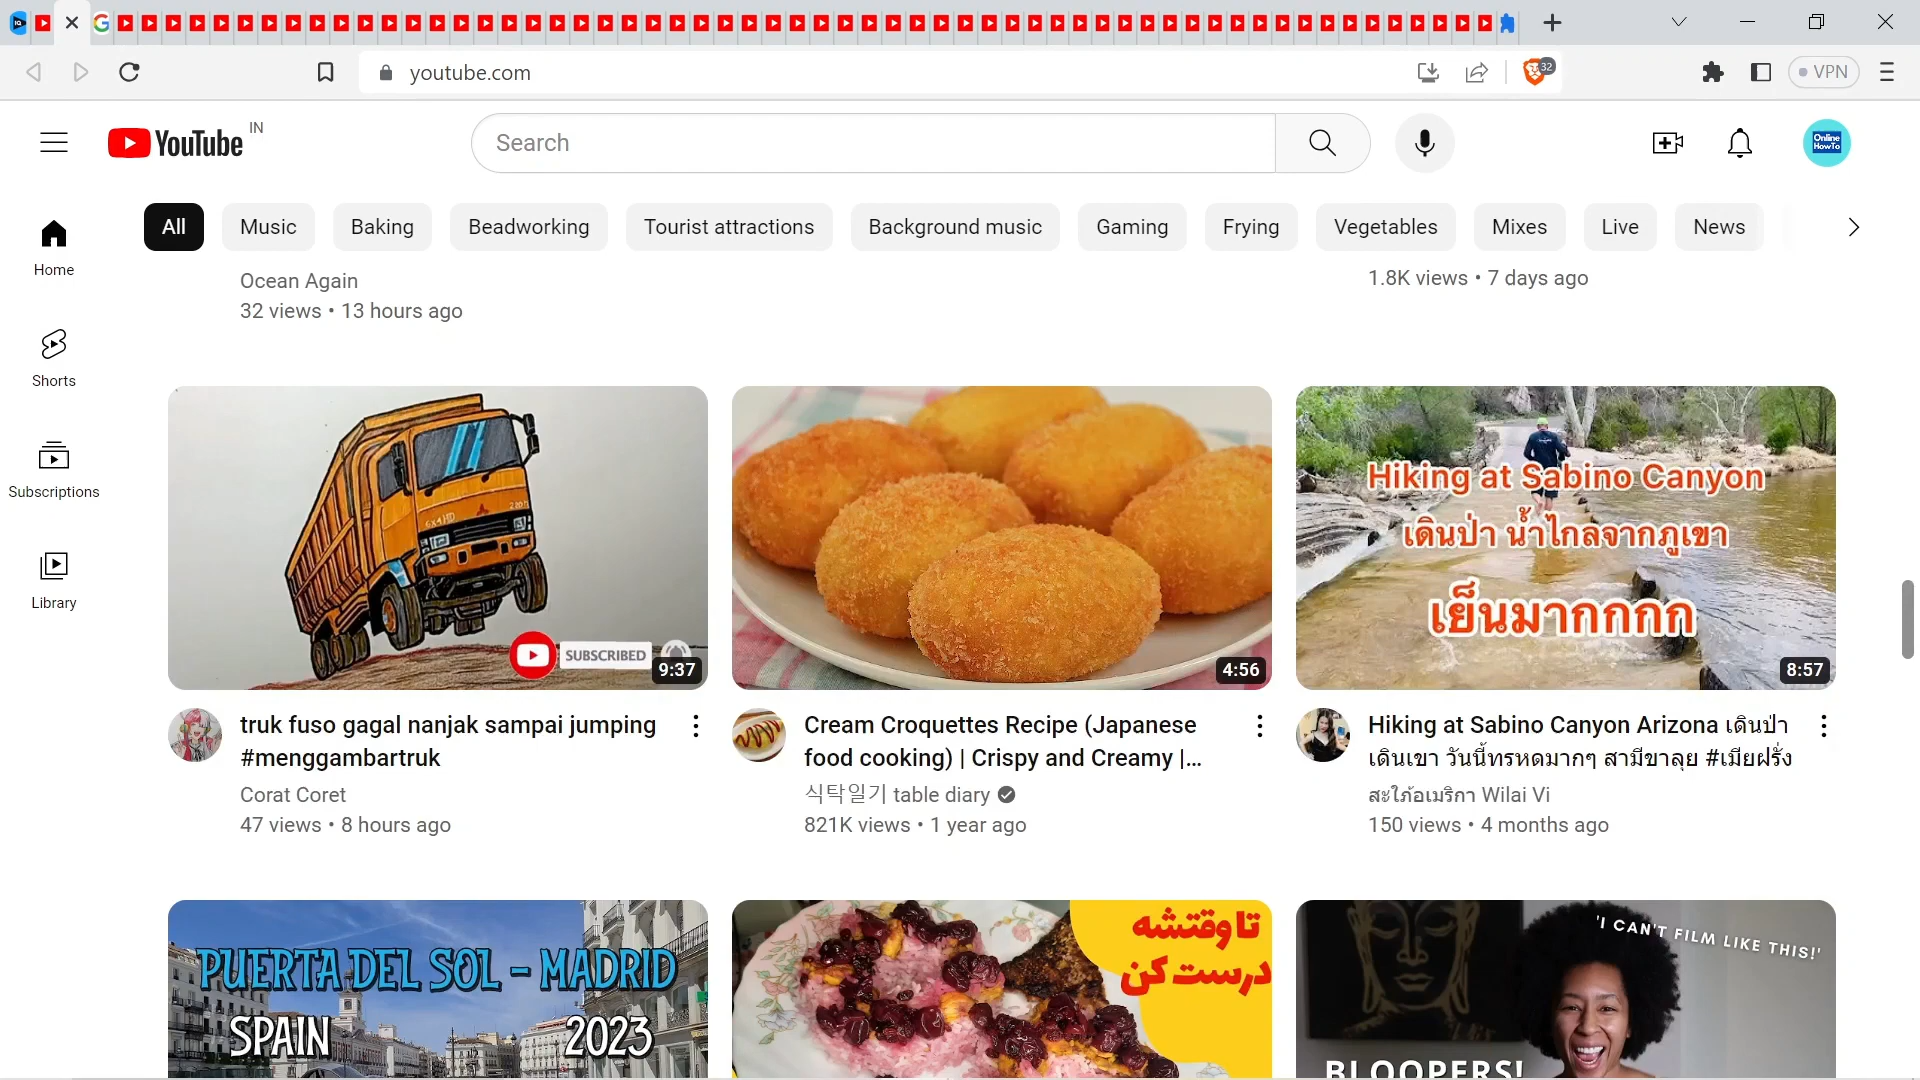 youtube.com
32
VPN
YouTube
IN
Search
Online
HowTo
All
Music
Baking
Beadworking
Tourist attractions
Background music
Gaming
Frying
Vegetables
Mixes
Live
News
Home
Shorts
Subscriptions
Library
Ocean Again
32 views • 13 hours ago
1.8K views • 7 days ago
SUBSCRIBED
9:37
4:56
Hiking at Sabino Canyon
เดินป่า น้ำไกลจากภูเขา
เย็นมากกกก
8:57
truk fuso gagal nanjak sampai jumping
#menggambartruk
Corat Coret
47 views • 8 hours ago
Cream Croquettes Recipe (Japanese
food cooking) | Crispy and Creamy |...
식탁일기 table diary
821K views • 1 year ago
Hiking at Sabino Canyon Arizona เดินป่า
เดินเขา วันนี้ทรหดมากๆ สามีขาลุย #เมียฝรั่ง
สะใภ้อเมริกา Wilai Vi
150 views • 4 months ago
PUERTA DEL SOL - MADRID
SPAIN
2023
تا وقتشه
درست کن
'I CAN'T FILM LIKE THIS!'
BLOOPERS!